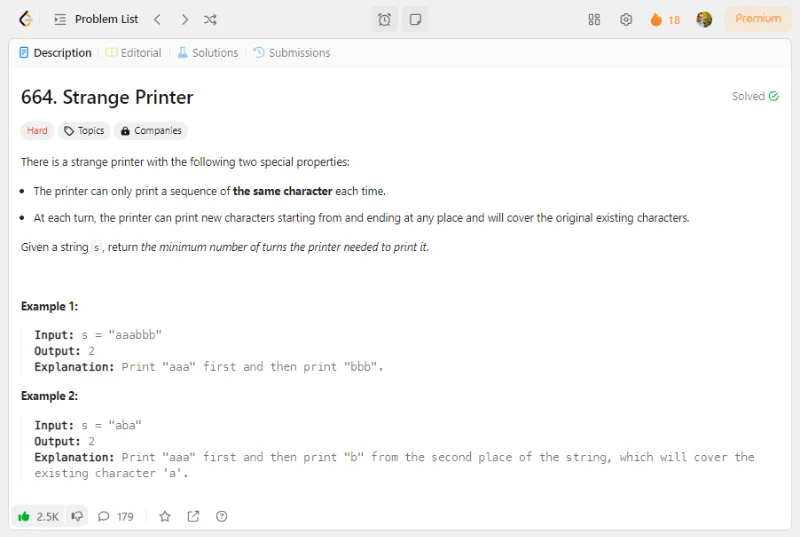 Problem List
18
Premium
Description
Editorial
Solutions
Submissions
664. Strange Printer
Solved
Hard
Topics
Companies
There is a strange printer with the following two special properties:
• The printer can only print a sequence of the same character each time.
• At each turn, the printer can print new characters starting from and ending at any place and will cover the original existing characters.
Given a string s, return the minimum number of turns the printer needed to print it.
Example 1:
Input: s = "aaabbb"
Output: 2
Explanation: Print "aaa" first and then print "bbb".
Example 2:
Input: s = "aba"
Output: 2
Explanation: Print "aaa" first and then print "b" from the second place of the string, which will cover the
existing character 'a'.
2.5K
179